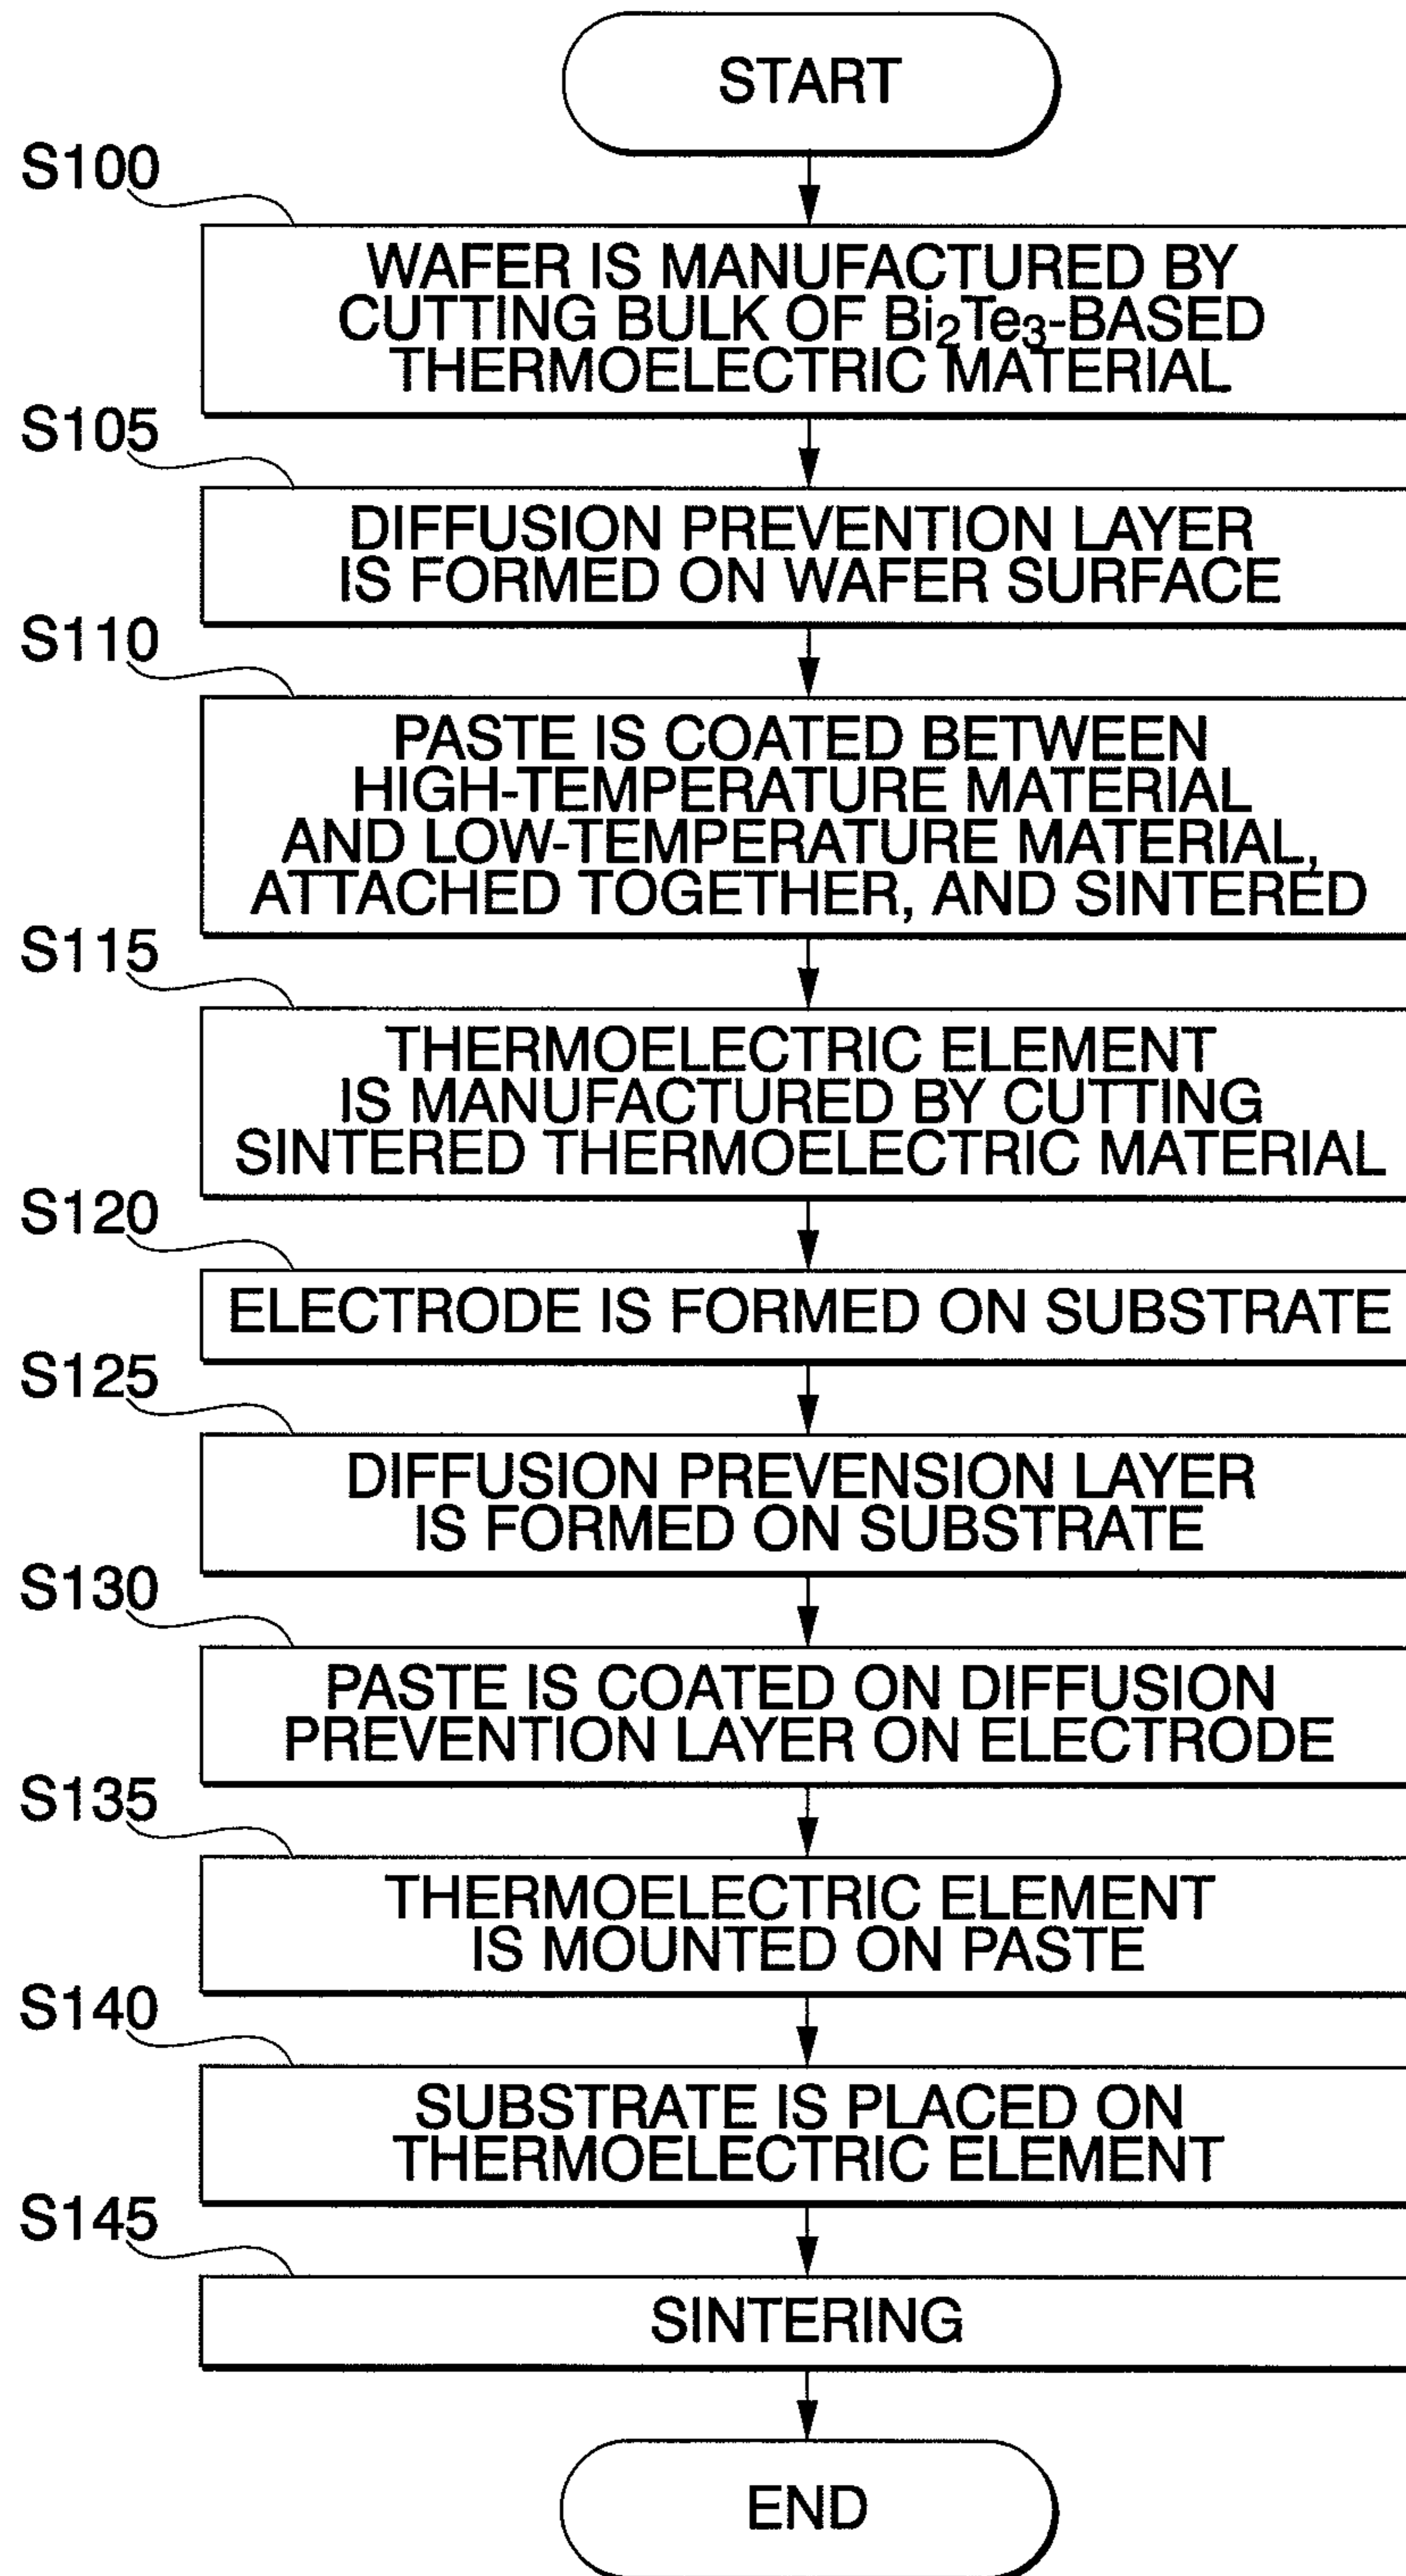 START
S100
WAFER IS MANUFACTURED BY
CUTTING BULK OF Bi₂Te₃-BASED
THERMOELECTRIC MATERIAL
S105
DIFFUSION PREVENTION LAYER
IS FORMED ON WAFER SURFACE
S110
PASTE IS COATED BETWEEN
HIGH-TEMPERATURE MATERIAL
AND LOW-TEMPERATURE MATERIAL,
ATTACHED TOGETHER, AND SINTERED
S115
THERMOELECTRIC ELEMENT
IS MANUFACTURED BY CUTTING
SINTERED THERMOELECTRIC MATERIAL
S120
ELECTRODE IS FORMED ON SUBSTRATE
S125
DIFFUSION PREVENSION LAYER
IS FORMED ON SUBSTRATE
S130
PASTE IS COATED ON DIFFUSION
PREVENTION LAYER ON ELECTRODE
S135
THERMOELECTRIC ELEMENT
IS MOUNTED ON PASTE
S140
SUBSTRATE IS PLACED ON
THERMOELECTRIC ELEMENT
S145
SINTERING
END